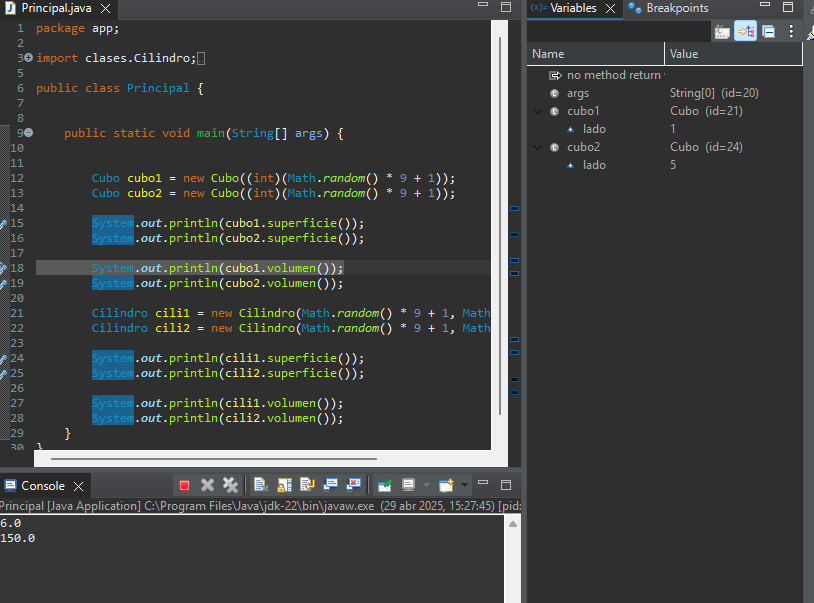 Principal.java
1 package app;
2
3 import clases.Cilindro;
5
6 public class Principal {
7
8
9 public static void main(String[] args) {
10
11
12 Cubo cubo1 = new Cubo((int)(Math.random() * 9 + 1));
13 Cubo cubo2 = new Cubo((int)(Math.random() * 9 + 1));
14
15 System.out.println(cubo1.superficie());
16 System.out.println(cubo2.superficie());
17
18 System.out.println(cubo1.volumen());
19 System.out.println(cubo2.volumen());
20
21 Cilindro cili1 = new Cilindro(Math.random() * 9 + 1, Math
22 Cilindro cili2 = new Cilindro(Math.random() * 9 + 1, Math
23
24 System.out.println(cili1.superficie());
25 System.out.println(cili2.superficie());
26
27 System.out.println(cili1.volumen());
28 System.out.println(cili2.volumen());
29 }
30 }
(x)= Variables
Breakpoints
Name Value
no method return
args String[0] (id=20)
cubo1 Cubo (id=21)
lado 1
cubo2 Cubo (id=24)
lado 5
Console
Principal [Java Application] C:\Program Files\Java\jdk-22\bin\javaw.exe (29 abr 2025, 15:27:45) [pid:
6.0
150.0